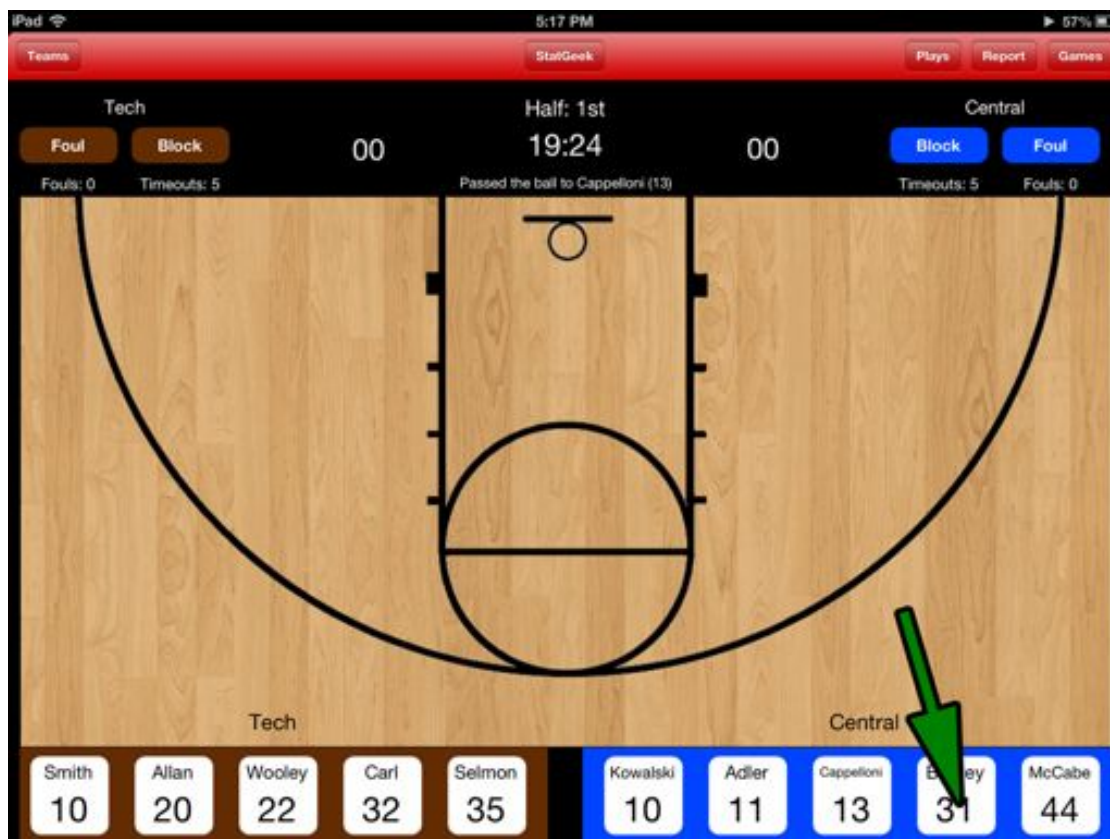 iPad 5:17 PM 57%
Teams StatGeek Plays Report Games
Tech Half: 1st Central
Foul Block 00 19:24 00 Block Foul
Fouls: 0 Timeouts: 5 Passed the ball to Cappelloni (13) Timeouts: 5 Fouls: 0
Tech Central
Smith Allan Wooley Carl Selmon Kowalski Adler Cappelloni McCabe
10 20 22 32 35 10 11 13 31 44